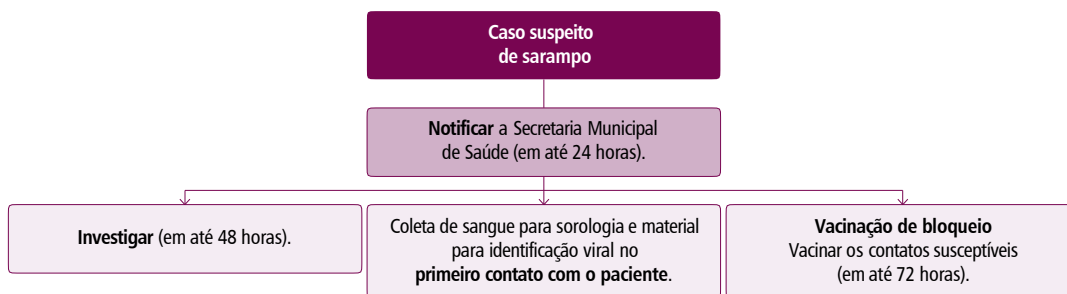 Caso suspeito
de sarampo
Notificar a Secretaria Municipal
de Saúde (em até 24 horas).
Investigar (em até 48 horas).
Coleta de sangue para sorologia e material
para identificação viral no
primeiro contato com o paciente.
Vacinação de bloqueio
Vacinar os contatos susceptíveis
(em até 72 horas).